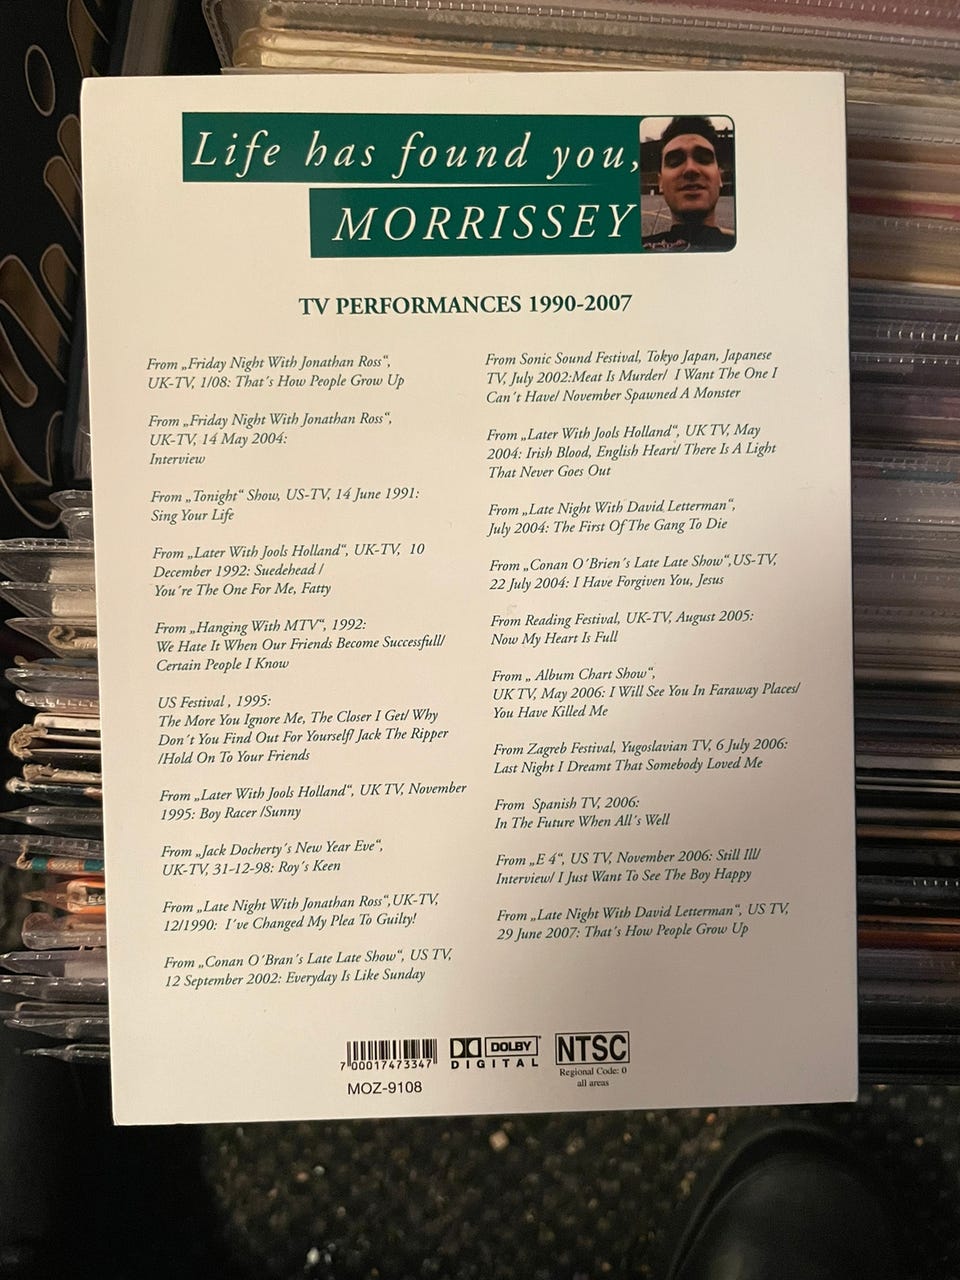 Life has found you,
MORRISSEY
TV PERFORMANCES 1990-2007
From „Friday Night With Jonathan Ross“,
UK-TV, 1/08: That´s How People Grow Up
From „Friday Night With Jonathan Ross“,
UK-TV, 14 May 2004:
Interview
From „Tonight“ Show, US-TV, 14 June 1991:
Sing Your Life
From „Later With Jools Holland“, UK-TV, 10
December 1992: Suedehead /
You´re The One For Me, Fatty
From „Hanging With MTV“, 1992:
We Hate It When Our Friends Become Successfull/
Certain People I Know
US Festival , 1995:
The More You Ignore Me, The Closer I Get/ Why
Don´t You Find Out For Yourself/ Jack The Ripper
/Hold On To Your Friends
From „Later With Jools Holland“, UK TV, November
1995: Boy Racer /Sunny
From „Jack Docherty´s New Year Eve“,
UK-TV, 31-12-98: Roy´s Keen
From „Late Night With Jonathan Ross“,UK-TV,
12/1990: I´ve Changed My Plea To Guilty!
From „Conan O´Bran´s Late Late Show“, US TV,
12 September 2002: Everyday Is Like Sunday
From Sonic Sound Festival, Tokyo Japan, Japanese
TV, July 2002:Meat Is Murder/ I Want The One I
Can´t Have/ November Spawned A Monster
From „Later With Jools Holland“, UK TV, May
2004: Irish Blood, English Heart/ There Is A Light
That Never Goes Out
From „Late Night With David Letterman“,
July 2004: The First Of The Gang To Die
From „Conan O´Brien´s Late Late Show“,US-TV,
22 July 2004: I Have Forgiven You, Jesus
From Reading Festival, UK-TV, August 2005:
Now My Heart Is Full
From „ Album Chart Show“,
UK TV, May 2006: I Will See You In Faraway Places/
You Have Killed Me
From Zagreb Festival, Yugoslavian TV, 6 July 2006:
Last Night I Dreamt That Somebody Loved Me
From Spanish TV, 2006:
In The Future When All´s Well
From „E 4“, US TV, November 2006: Still Ill/
Interview/ I Just Want To See The Boy Happy
From „Late Night With David Letterman“, US TV,
29 June 2007: That´s How People Grow Up
7 00017 47334 7
MOZ-9108
DOLBY
DIGITAL
NTSC
Regional Code: 0
all areas